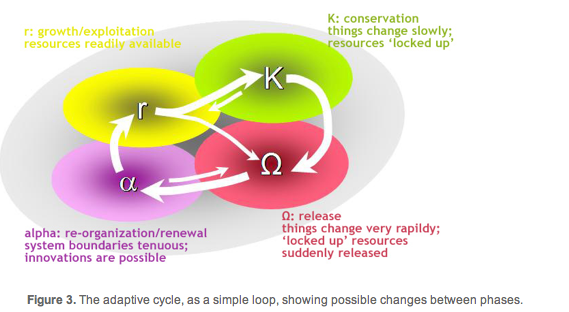 r: growth/exploitation
resources readily available
K: conservation
things change slowly;
resources ‘locked up’
r
K
α
Ω
Ω: release
things change very rapildy;
‘locked up’ resources
suddenly released
alpha: re-organization/renewal
system boundaries tenuous;
innovations are possible
Figure 3. The adaptive cycle, as a simple loop, showing possible changes between phases.